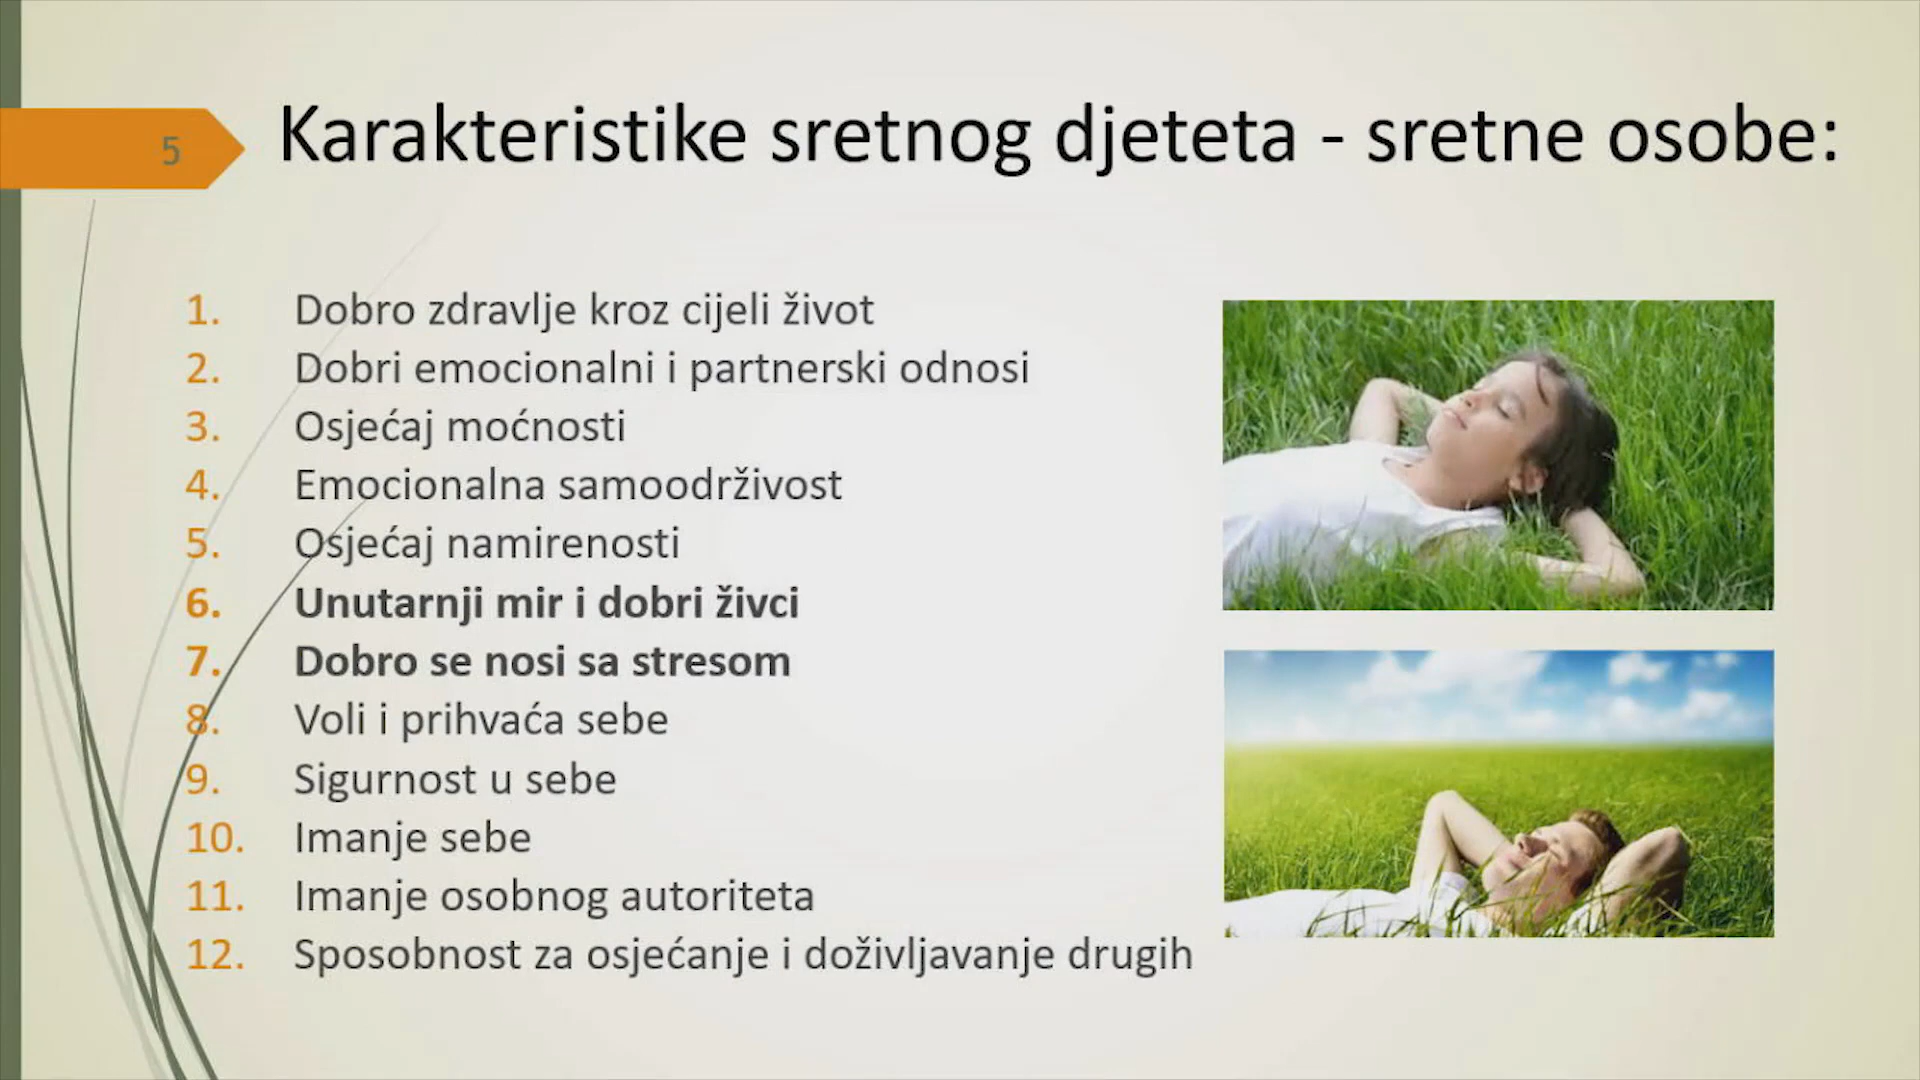 5
Karakteristike sretnog djeteta - sretne osobe:
1. Dobro zdravlje kroz cijeli život
2. Dobri emocionalni i partnerski odnosi
3. Osjećaj moćnosti
4. Emocionalna samoodrživost
5. Osjećaj namirenosti
6. Unutarnji mir i dobri živci
7. Dobro se nosi sa stresom
8. Voli i prihvaća sebe
9. Sigurnost u sebe
10. Imanje sebe
11. Imanje osobnog autoriteta
12. Sposobnost za osjećanje i doživljavanje drugih